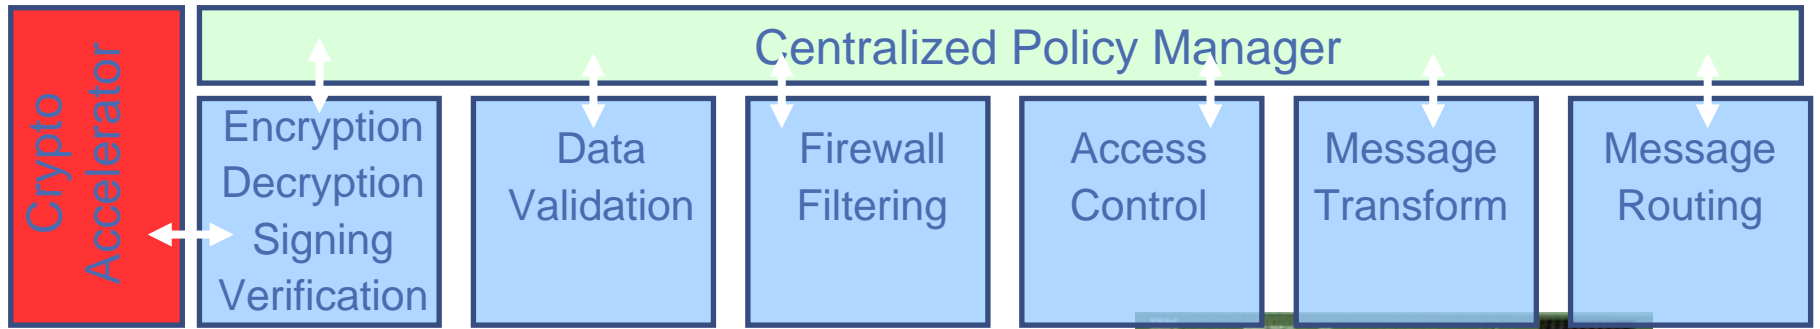 Crypto
Accelerator
Centralized Policy Manager
Encryption
Decryption
Signing
Verification
Data
Validation
Firewall
Filtering
Access
Control
Message
Transform
Message
Routing